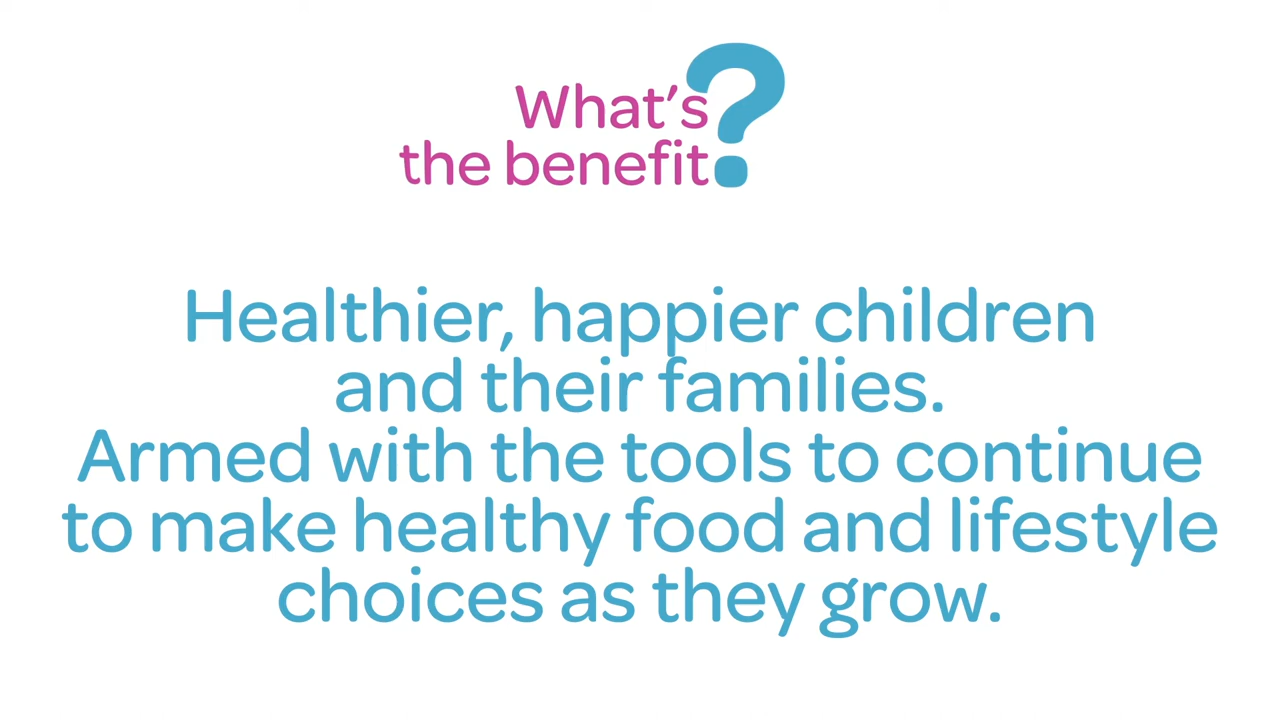 What's
the benefit?
Healthier, happier children
and their families.
Armed with the tools to continue
to make healthy food and lifestyle
choices as they grow.